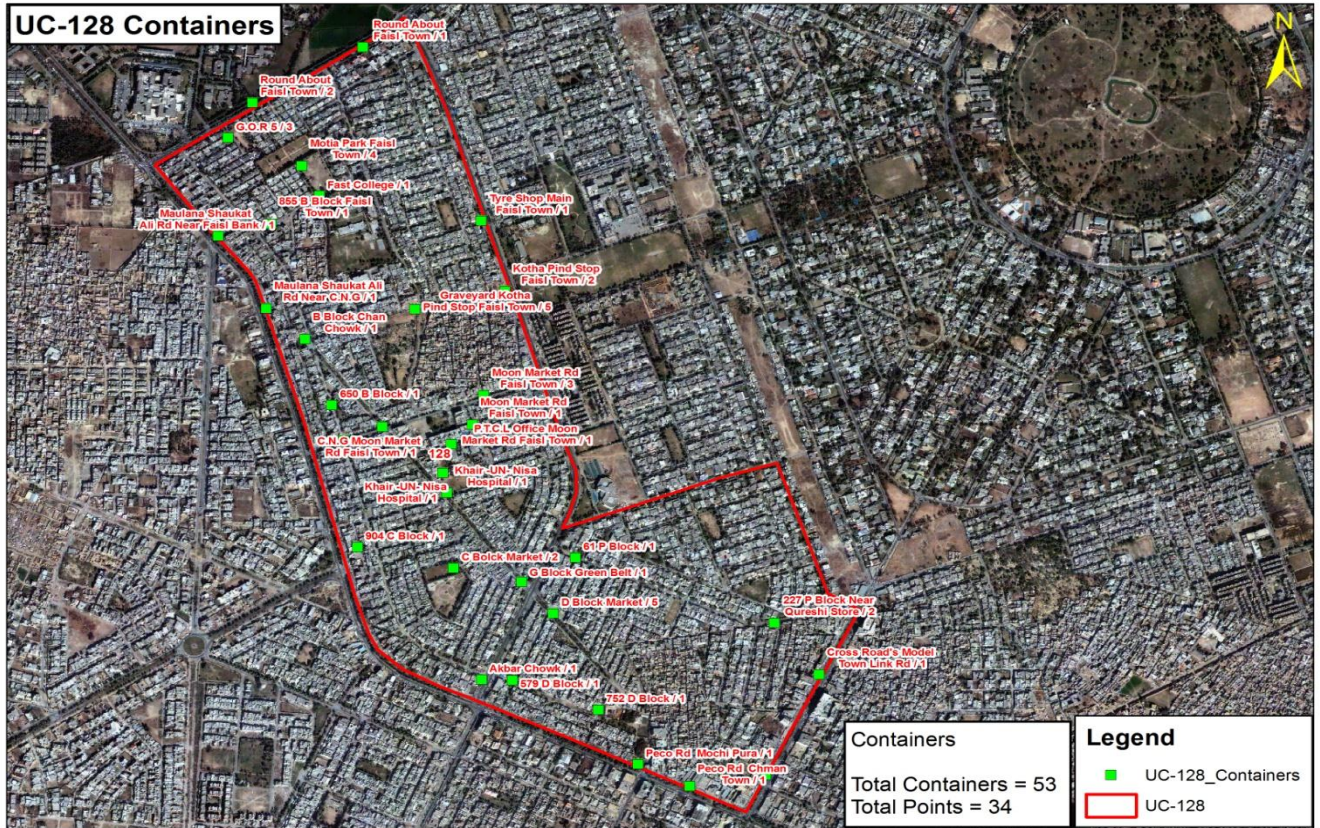 UC-128 Containers
Round About
Faisl Town / 1
N
Round About
Faisl Town / 2
G.O.R 5 / 3
Motia Park Faisl
Town / 4
Fast College / 1
855 B Block Faisl
Town / 1
Maulana Shaukat
Ali Rd Near Faisl Bank / 1
Tyre Shop Main
Faisl Town / 1
Kotha Pind Stop
Faisl Town / 2
Maulana Shaukat Ali
Rd Near C.N.G / 1
Graveyard Kotha
Pind Stop Faisl Town / 5
B Block Chan
Chowk / 1
Moon Market Rd
Faisl Town / 3
650 B Block / 1
Moon Market Rd
Faisl Town / 1
C.N.G Moon Market
Rd Faisl Town / 1
P.T.C.L Office Moon
Market Rd Faisl Town / 1
128
Khair -UN- Nisa
Hospital / 1
Khair -UN- Nisa
Hospital / 1
904 C Block / 1
C Bolck Market / 2
61 P Block / 1
G Block Green Belt / 1
D Block Market / 5
227 P Block Near
Qureshi Store / 2
Cross Road's Model
Town Link Rd / 1
Akbar Chowk / 1
579 D Block / 1
752 D Block / 1
Peco Rd Mochi Pura / 1
Peco Rd Chman
Town / 1
Containers
Total Containers = 53
Total Points = 34
Legend
UC-128_Containers
UC-128